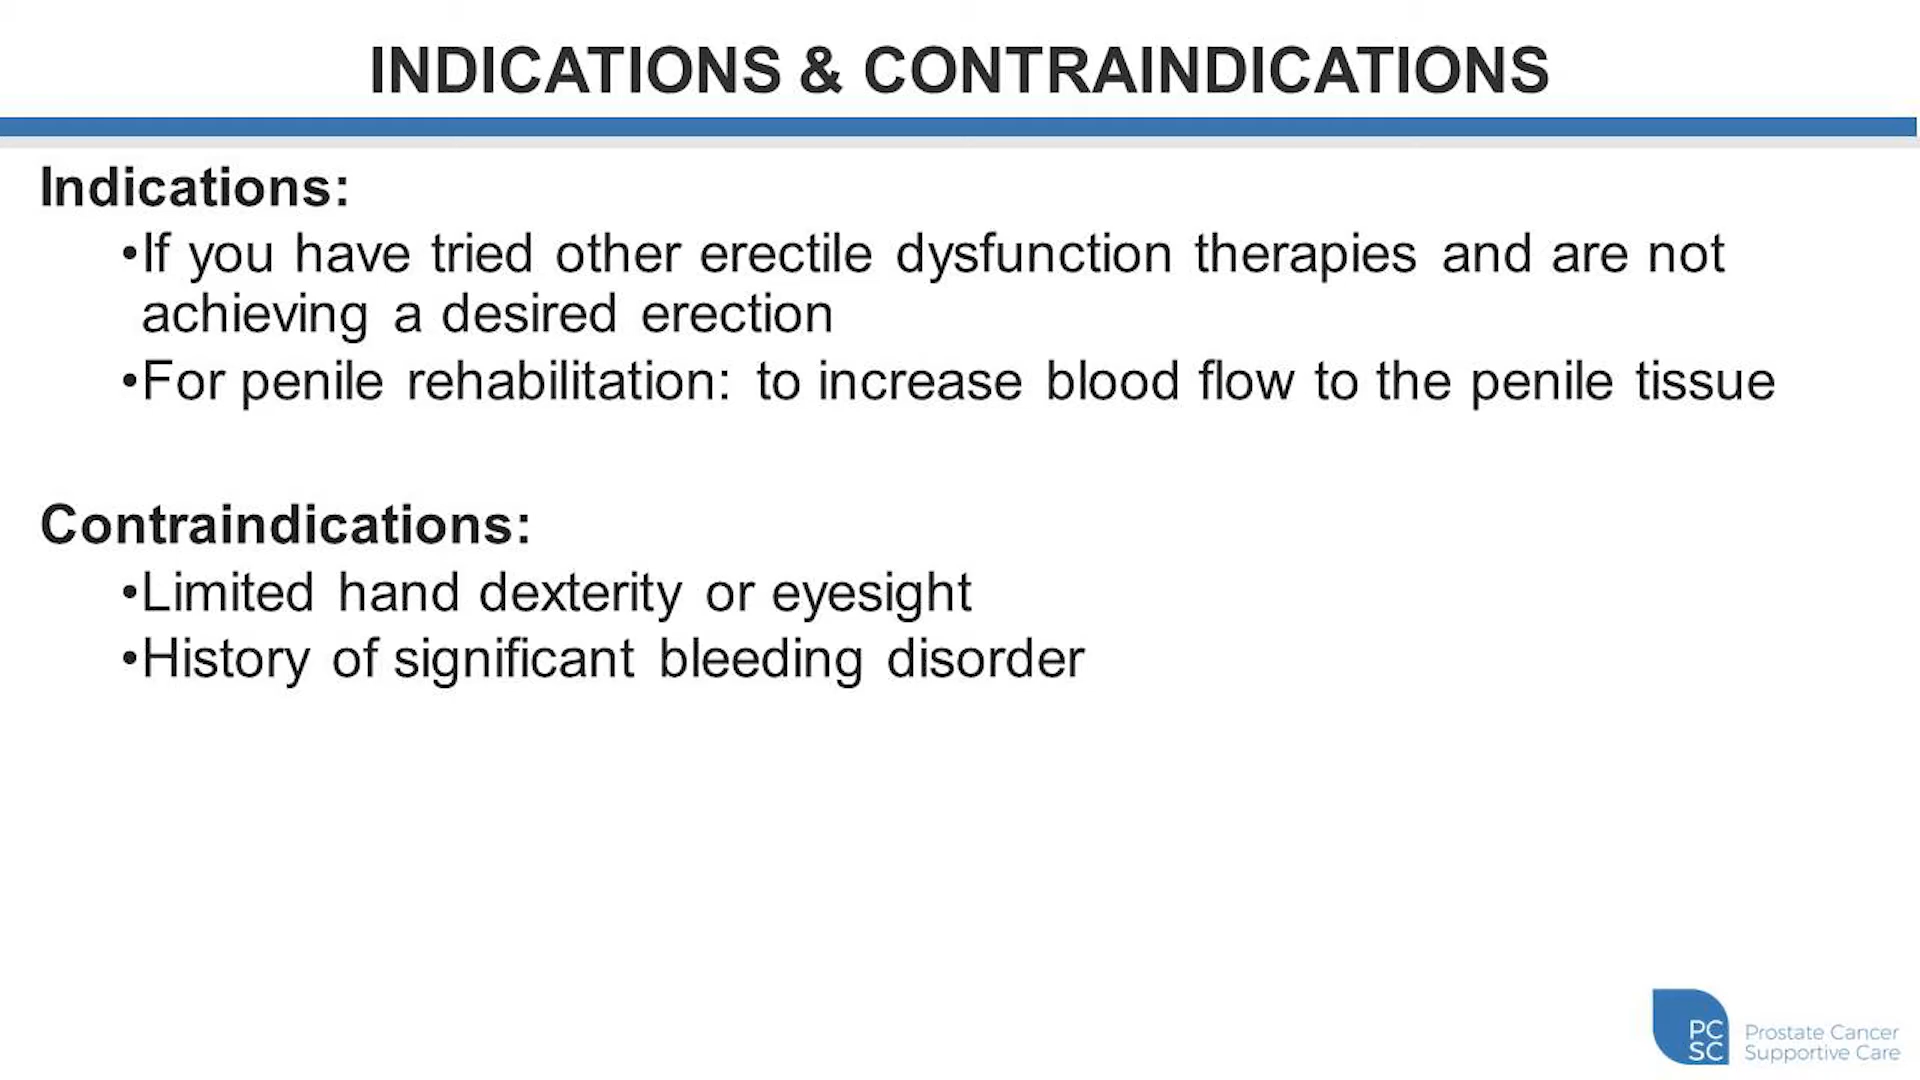 INDICATIONS & CONTRAINDICATIONS
Indications:
•If you have tried other erectile dysfunction therapies and are not
achieving a desired erection
•For penile rehabilitation: to increase blood flow to the penile tissue
Contraindications:
•Limited hand dexterity or eyesight
•History of significant bleeding disorder
PC
SC
Prostate Cancer
Supportive Care